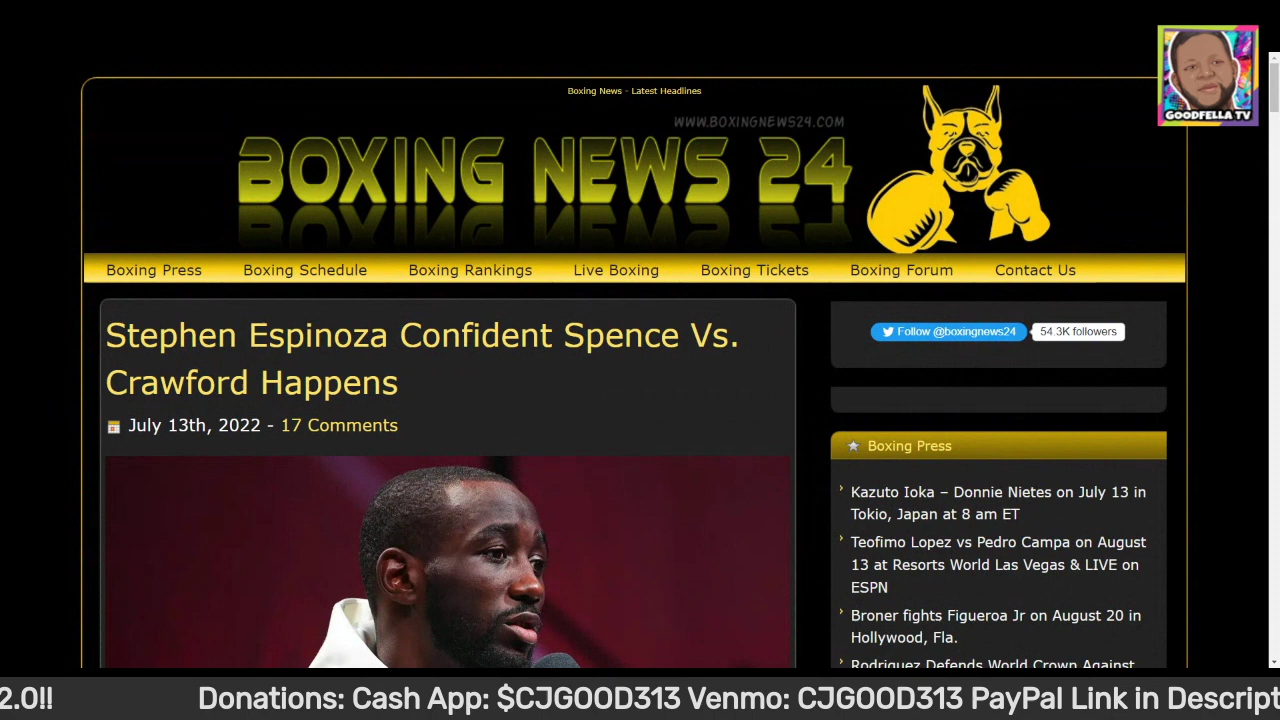 GOODFELLA TV
Boxing News - Latest Headlines
WWW.BOXINGNEWS24.COM
BOXING NEWS 24
Boxing Press
Boxing Schedule
Boxing Rankings
Live Boxing
Boxing Tickets
Boxing Forum
Contact Us
Stephen Espinoza Confident Spence Vs.
Crawford Happens
July 13th, 2022 - 17 Comments
Follow @boxingnews24
54.3K followers
Boxing Press
Kazuto Ioka – Donnie Nietes on July 13 in
Tokio, Japan at 8 am ET
Teofimo Lopez vs Pedro Campa on August
13 at Resorts World Las Vegas & LIVE on
ESPN
Broner fights Figueroa Jr on August 20 in
Hollywood, Fla.
Rodriguez Defends World Crown Against
2.0!! Donations: Cash App: $CJGOOD313 Venmo: CJGOOD313 PayPal Link in Descript